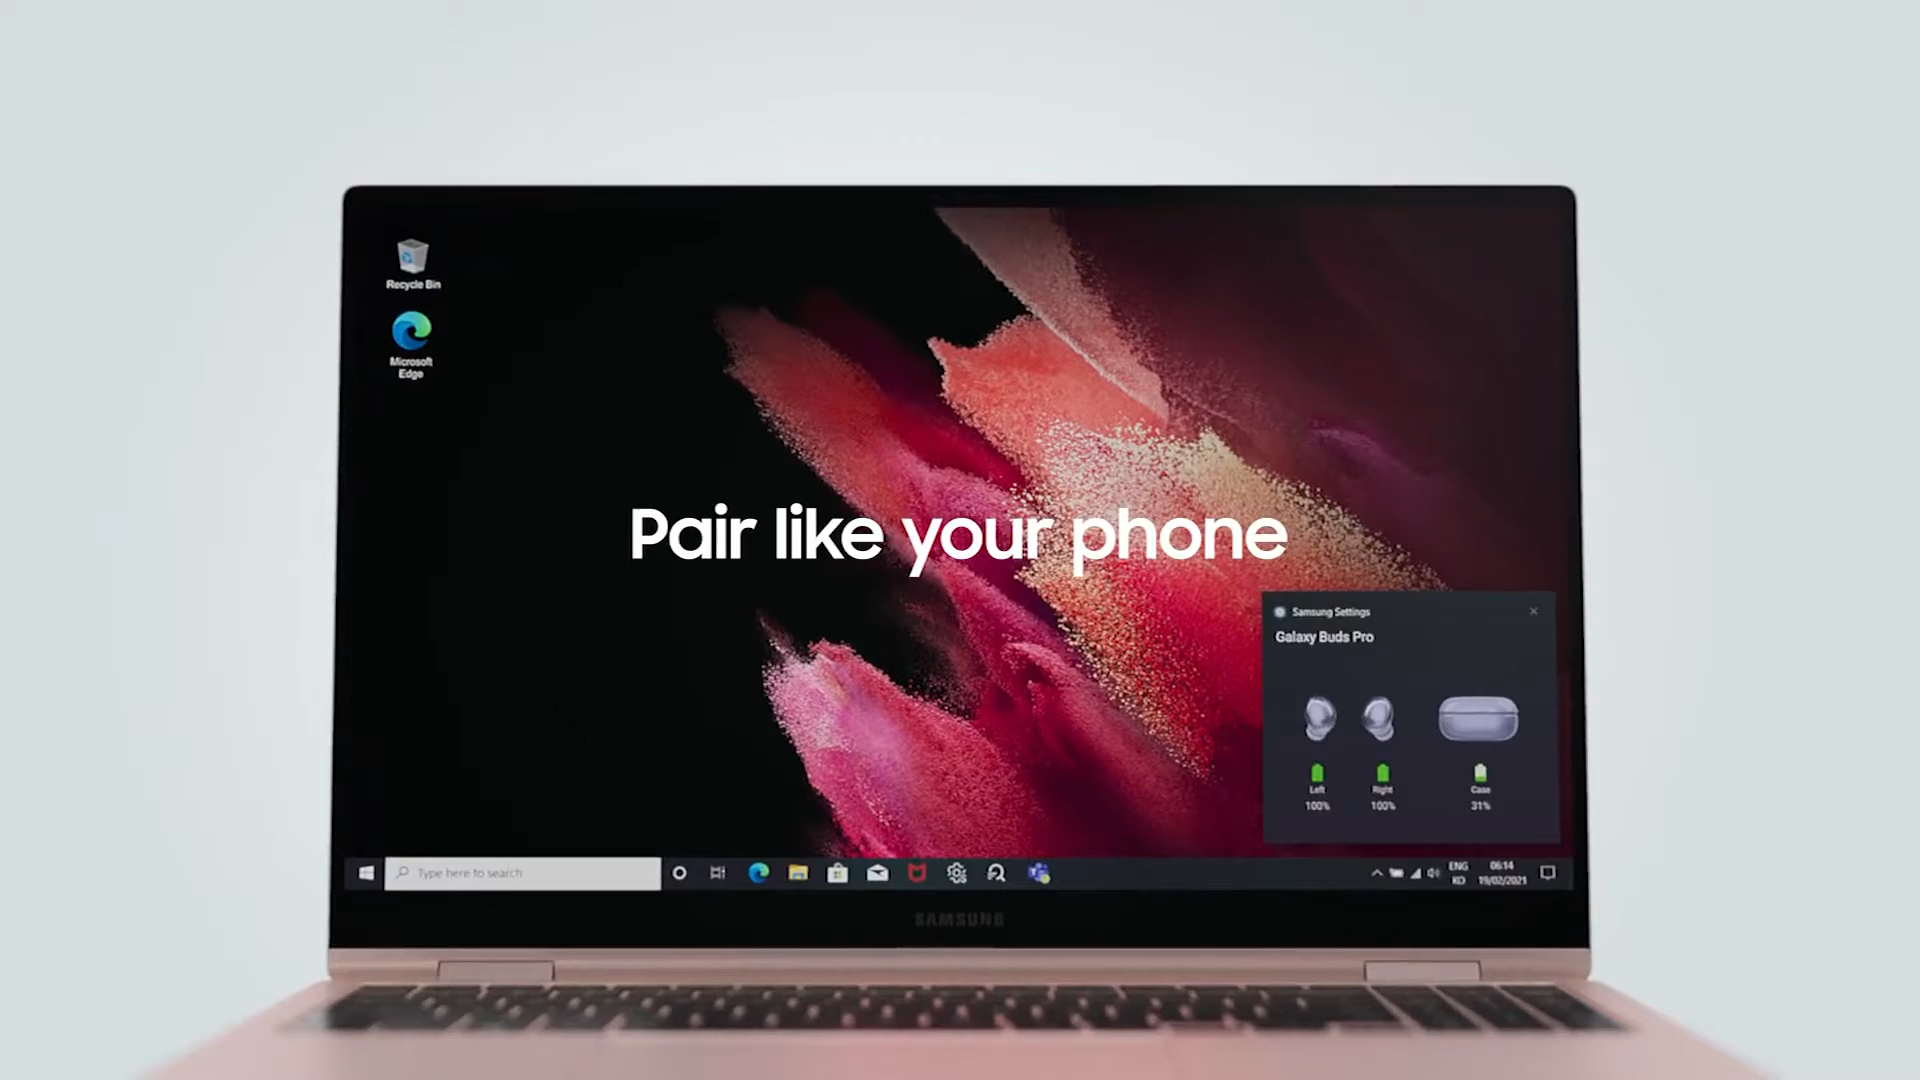 Recycle Bin
Microsoft
Edge
Pair like your phone
Samsung Settings
Galaxy Buds Pro
Left
Right
Case
100%
100%
31%
Type here to search
ENG
KO
06:14
19/02/2021
SAMSUNG